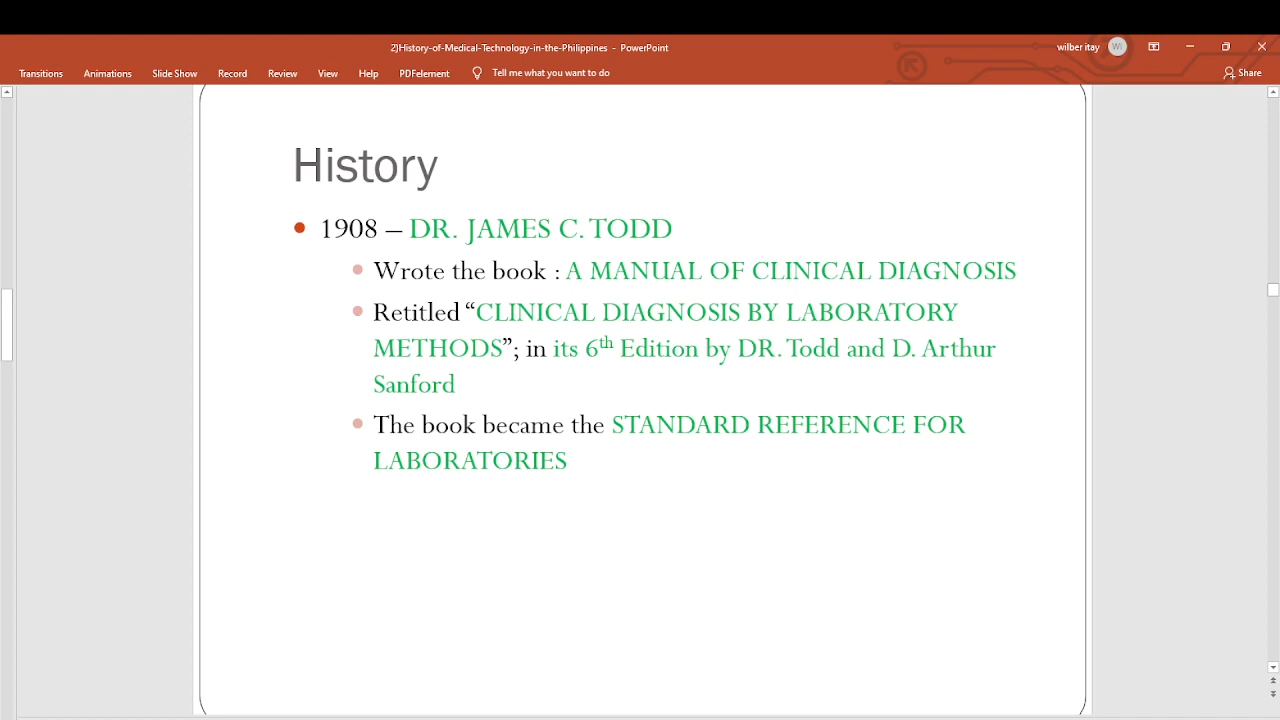 2)History-of-Medical-Technology-in-the-Philippines - PowerPoint
wilber itay
WI
Transitions Animations Slide Show Record Review View Help PDFelement Tell me what you want to do Share
History
1908 – DR. JAMES C. TODD
Wrote the book : A MANUAL OF CLINICAL DIAGNOSIS
Retitled “CLINICAL DIAGNOSIS BY LABORATORY
METHODS”; in its 6th Edition by DR. Todd and D. Arthur
Sanford
The book became the STANDARD REFERENCE FOR
LABORATORIES